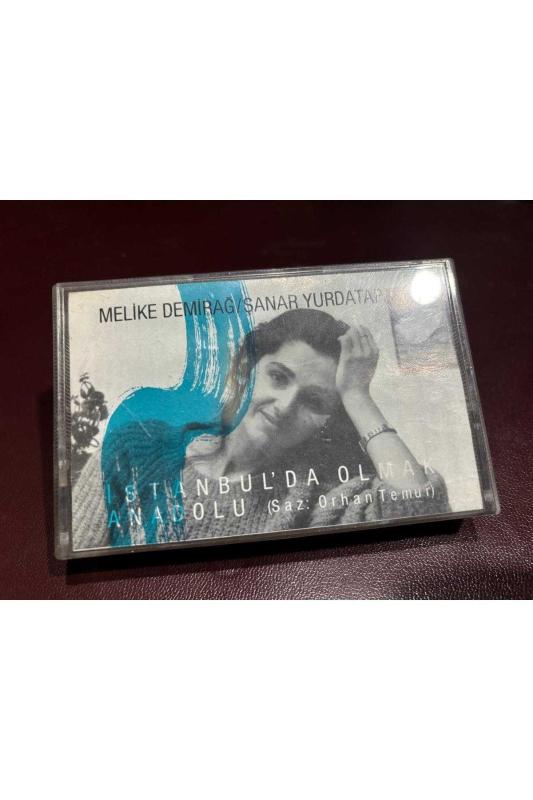 MELİKE DEMİRAĞ/ŞANAR YURDATAPAN
İSTANBUL'DA OLMAK
ANADOLU (Saz: Orhan Temur)